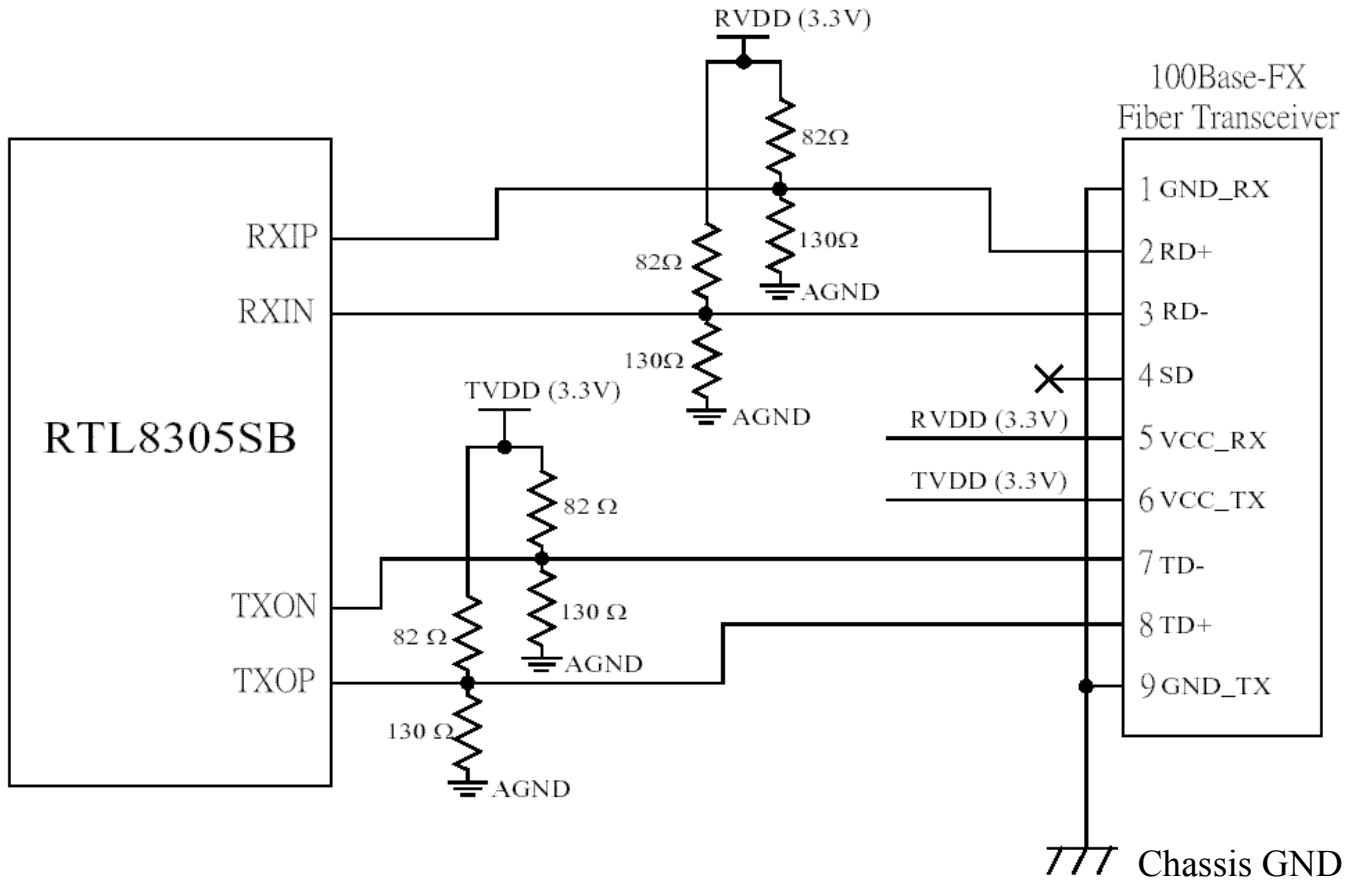 RVDD (3.3V)
100Base-FX
Fiber Transceiver
82Ω
1 GND_RX
RXIP
130Ω
2 RD+
82Ω
AGND
RXIN
3 RD-
130Ω
4 SD
TVDD (3.3V)
AGND
RVDD (3.3V)
5 VCC_RX
RTL8305SB
TVDD (3.3V)
6 VCC_TX
82 Ω
7 TD-
TXON
130 Ω
8 TD+
82 Ω
AGND
TXOP
9 GND_TX
130 Ω
AGND
Chassis GND